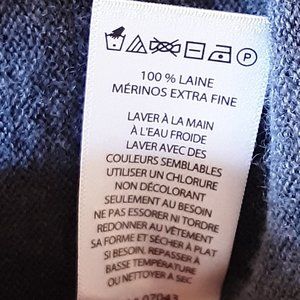 100 % LAINE
MÉRINOS EXTRA FINE
LAVER À LA MAIN
À L'EAU FROIDE
LAVER AVEC DES
COULEURS SEMBLABLES
UTILISER UN CHLORURE
NON DÉCOLORANT
SEULEMENT AU BESOIN
NE PAS ESSORER NI TORDRE
REDONNER AU VÊTEMENT
SA FORME ET SÉCHER À PLAT
SI BESOIN, REPASSER À
BASSE TEMPÉRATURE
OU NETTOYER À SEC